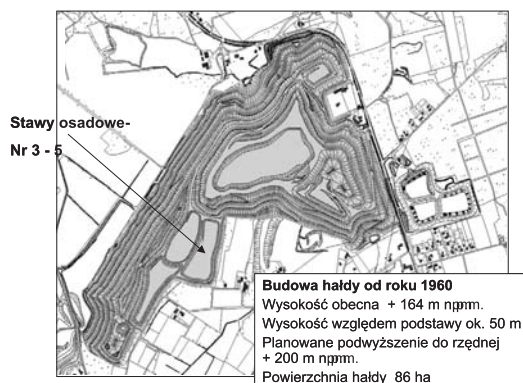 Stawy osadowe-
Nr 3 - 5
Budowa hałdy od roku 1960
Wysokość obecna + 164 m npm.
Wysokość względem podstawy ok. 50 m
Planowane podwyższenie do rzędnej
+ 200 m npm.
Powierzchnia hałdy 86 ha